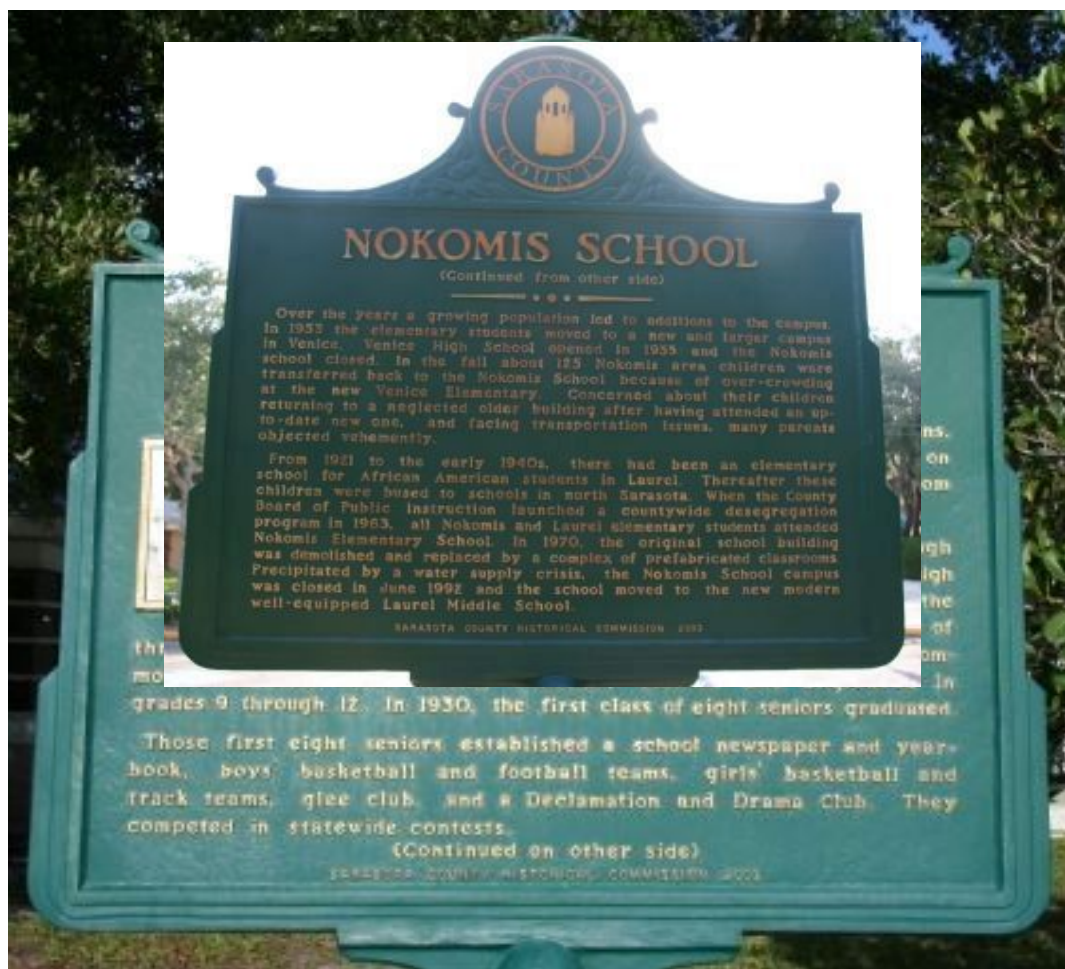 SARASOTA COUNTY
NOKOMIS SCHOOL
(Continued from other side)
Over the years a growing population led to additions to the campus.
In 1953 the elementary students moved to a new and larger campus
in Venice. Venice High School opened in 1955 and the Nokomis
school closed. In the fall about 125 Nokomis area children were
transferred back to the Nokomis School because of over-crowding
at the new Venice Elementary. Concerned about their children
returning to a neglected older building after having attended an up-
to-date new one, and facing transportation issues, many parents
objected vehemently.
From 1921 to the early 1940s, there had been an elementary
school for African American students in Laurel. Thereafter these
children were bused to schools in north Sarasota. When the County
Board of Public Instruction launched a countywide desegregation
program in 1963, all Nokomis and Laurel elementary students attended
Nokomis Elementary School. In 1970, the original school building
was demolished and replaced by a complex of prefabricated classrooms.
Precipitated by a water supply crisis, the Nokomis School campus
was closed in June 1992 and the school moved to the new modern
well-equipped Laurel Middle School.
SARASOTA COUNTY HISTORICAL COMMISSION 2003
on
the
of
In
grades 9 through 12. In 1930, the first class of eight seniors graduated.
Those first eight seniors established a school newspaper and year-
book, boys' basketball and football teams, girls' basketball and
track teams, glee club, and a Declamation and Drama Club. They
competed in statewide contests.
(Continued on other side)
SARASOTA COUNTY HISTORICAL COMMISSION 2003